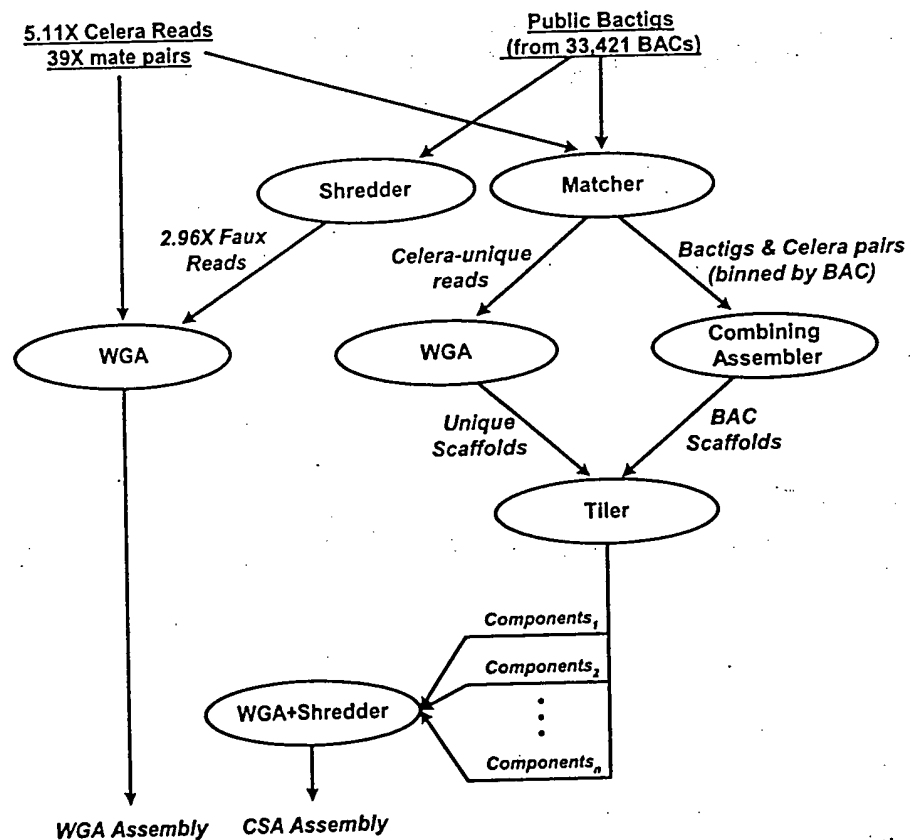 5.11X Celera Reads
39X mate pairs
Public Bactigs
(from 33,421 BACs)
Shredder
Matcher
2.96X Faux
Reads
Celera-unique
reads
Bactigs & Celera pairs
(binned by BAC)
WGA
WGA
Combining
Assembler
Unique
Scaffolds
BAC
Scaffolds
Tiler
Components1
Components2
WGA+Shredder
Componentsn
WGA Assembly
CSA Assembly